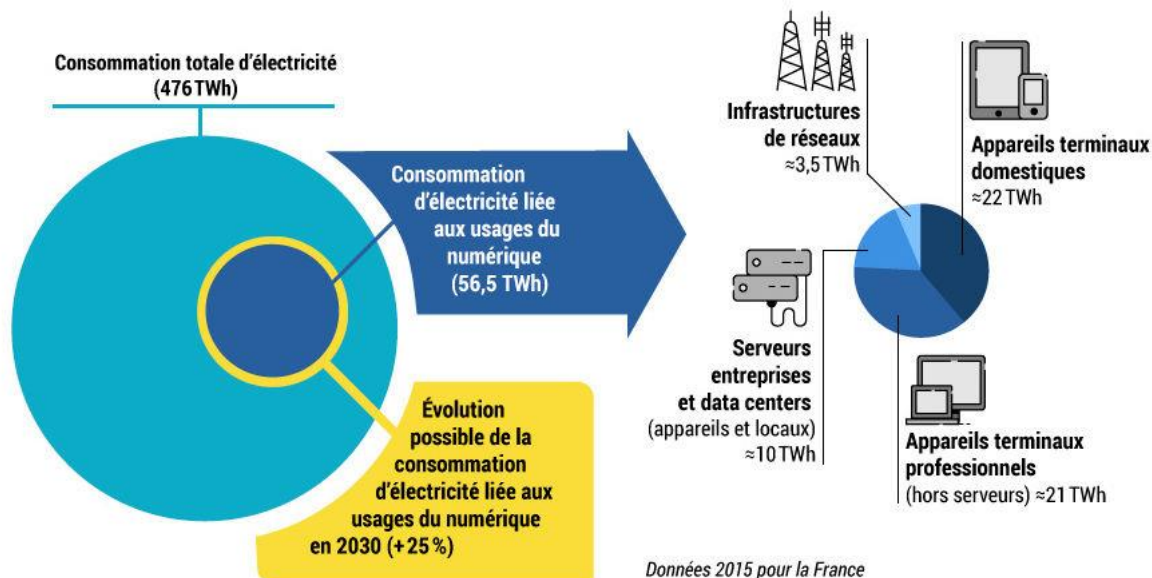 Consommation totale d’électricité
(476 TWh)
Consommation
d’électricité liée
aux usages du
numérique
(56,5 TWh)
Évolution
possible de la
consommation
d’électricité liée aux
usages du numérique
en 2030 (+25 %)
Infrastructures
de réseaux
≈3,5 TWh
Appareils terminaux
domestiques
≈22 TWh
Serveurs
entreprises
et data centers
(appareils et locaux)
≈10 TWh
Appareils terminaux
professionnels
(hors serveurs) ≈21 TWh
Données 2015 pour la France